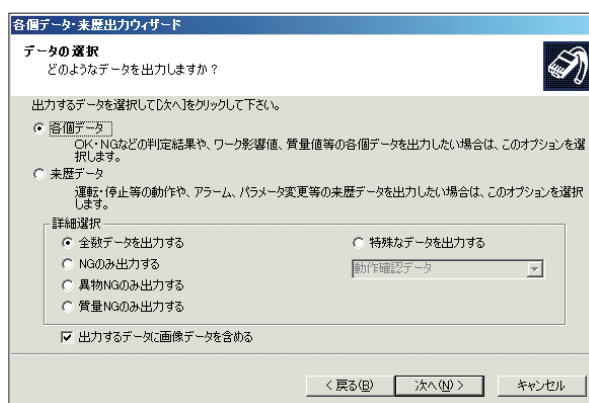 各個データ・来歴出力ウィザード
データの選択
どのようなデータを出力しますか？
出力するデータを選択して[次へ]をクリックして下さい。
各個データ
OK・NGなどの判定結果や、ワーク影響値、質量値等の各個データを出力したい場合は、このオプションを選
択します。
来歴データ
運転・停止等の動作や、アラーム、パラメータ変更等の来歴データを出力したい場合は、このオプションを選択
します。
詳細選択
全数データを出力する
特殊なデータを出力する
NGのみ出力する
動作確認データ
異物NGのみ出力する
質量NGのみ出力する
出力するデータに画像データを含める
< 戻る(B)
次へ(N) >
キャンセル